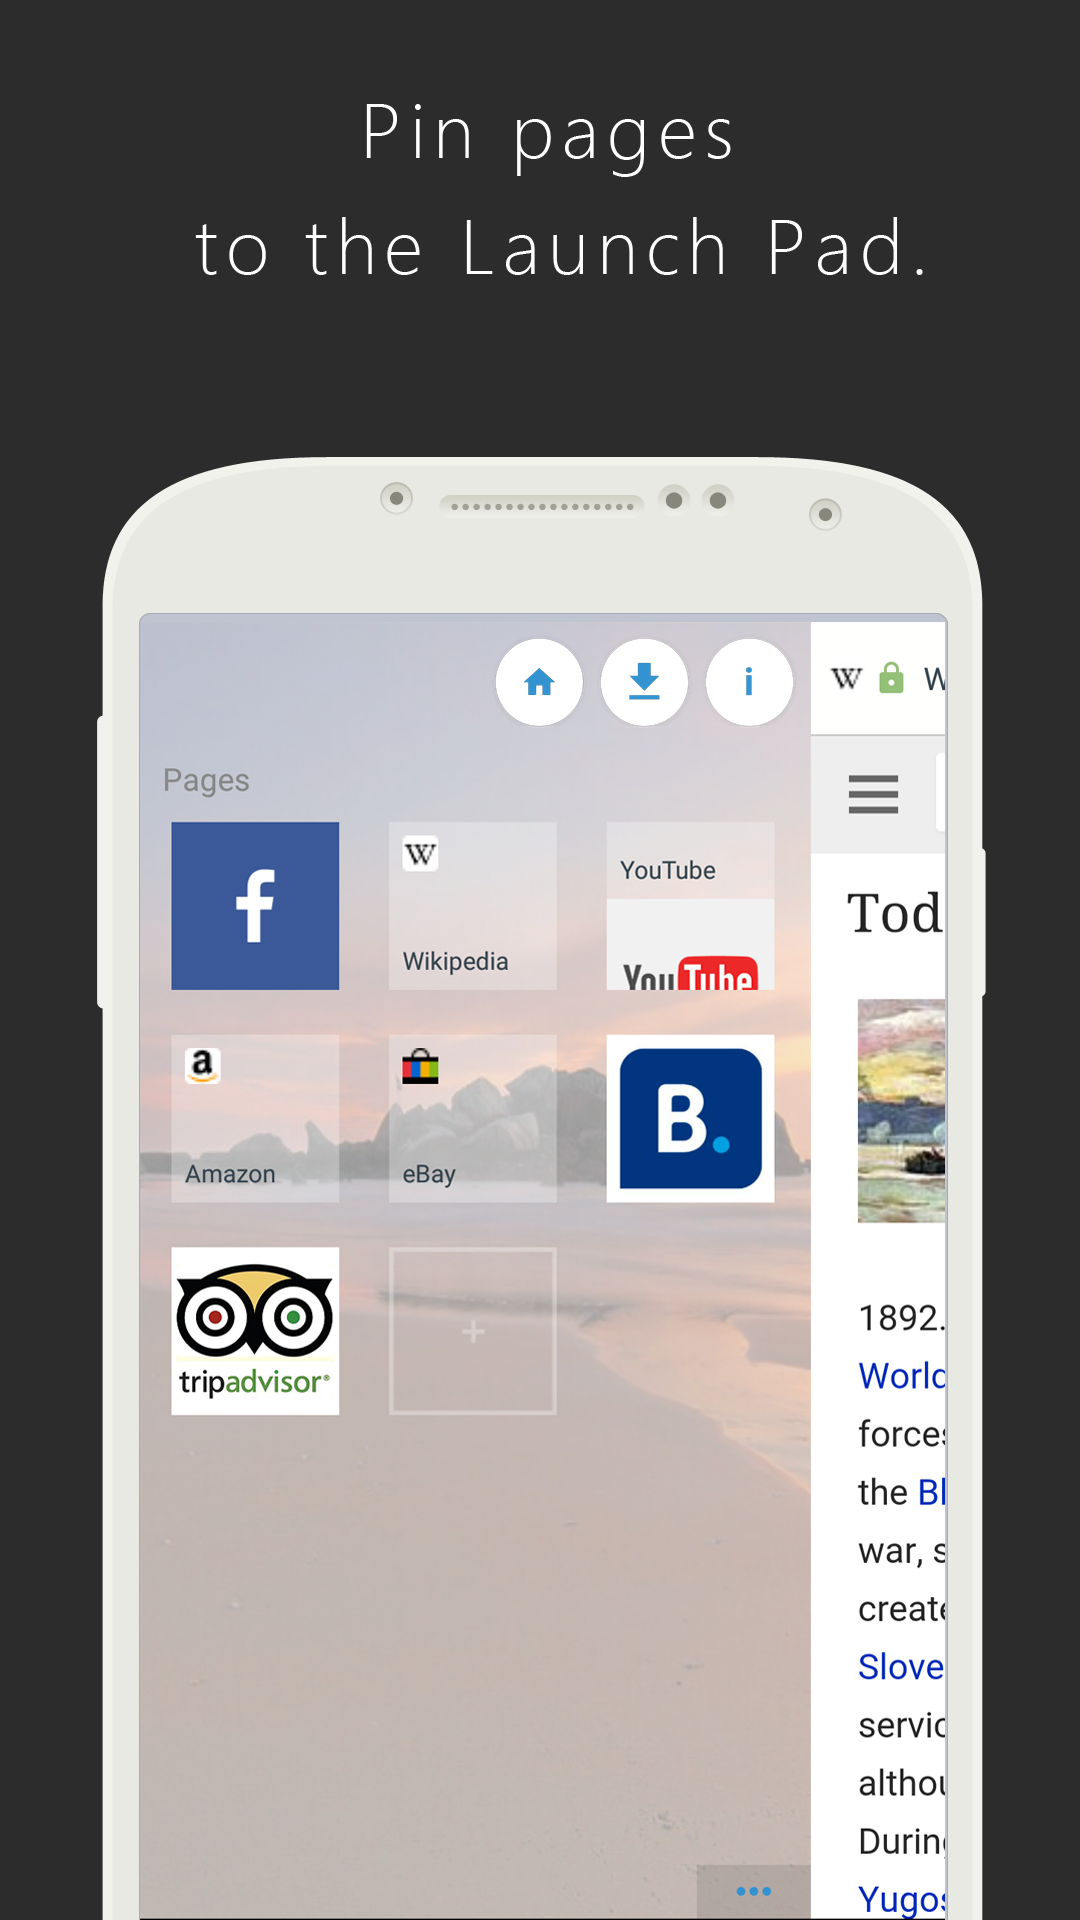 Pin pages
to the Launch Pad.
W
Pages
f
W
Wikipedia
YouTube
YouTube
a
Amazon
eBay
B.
tripadvisor®
+
Tod
1892.
World
forces
the Bl
war, s
create
Slove
servic
althou
During
Yugos